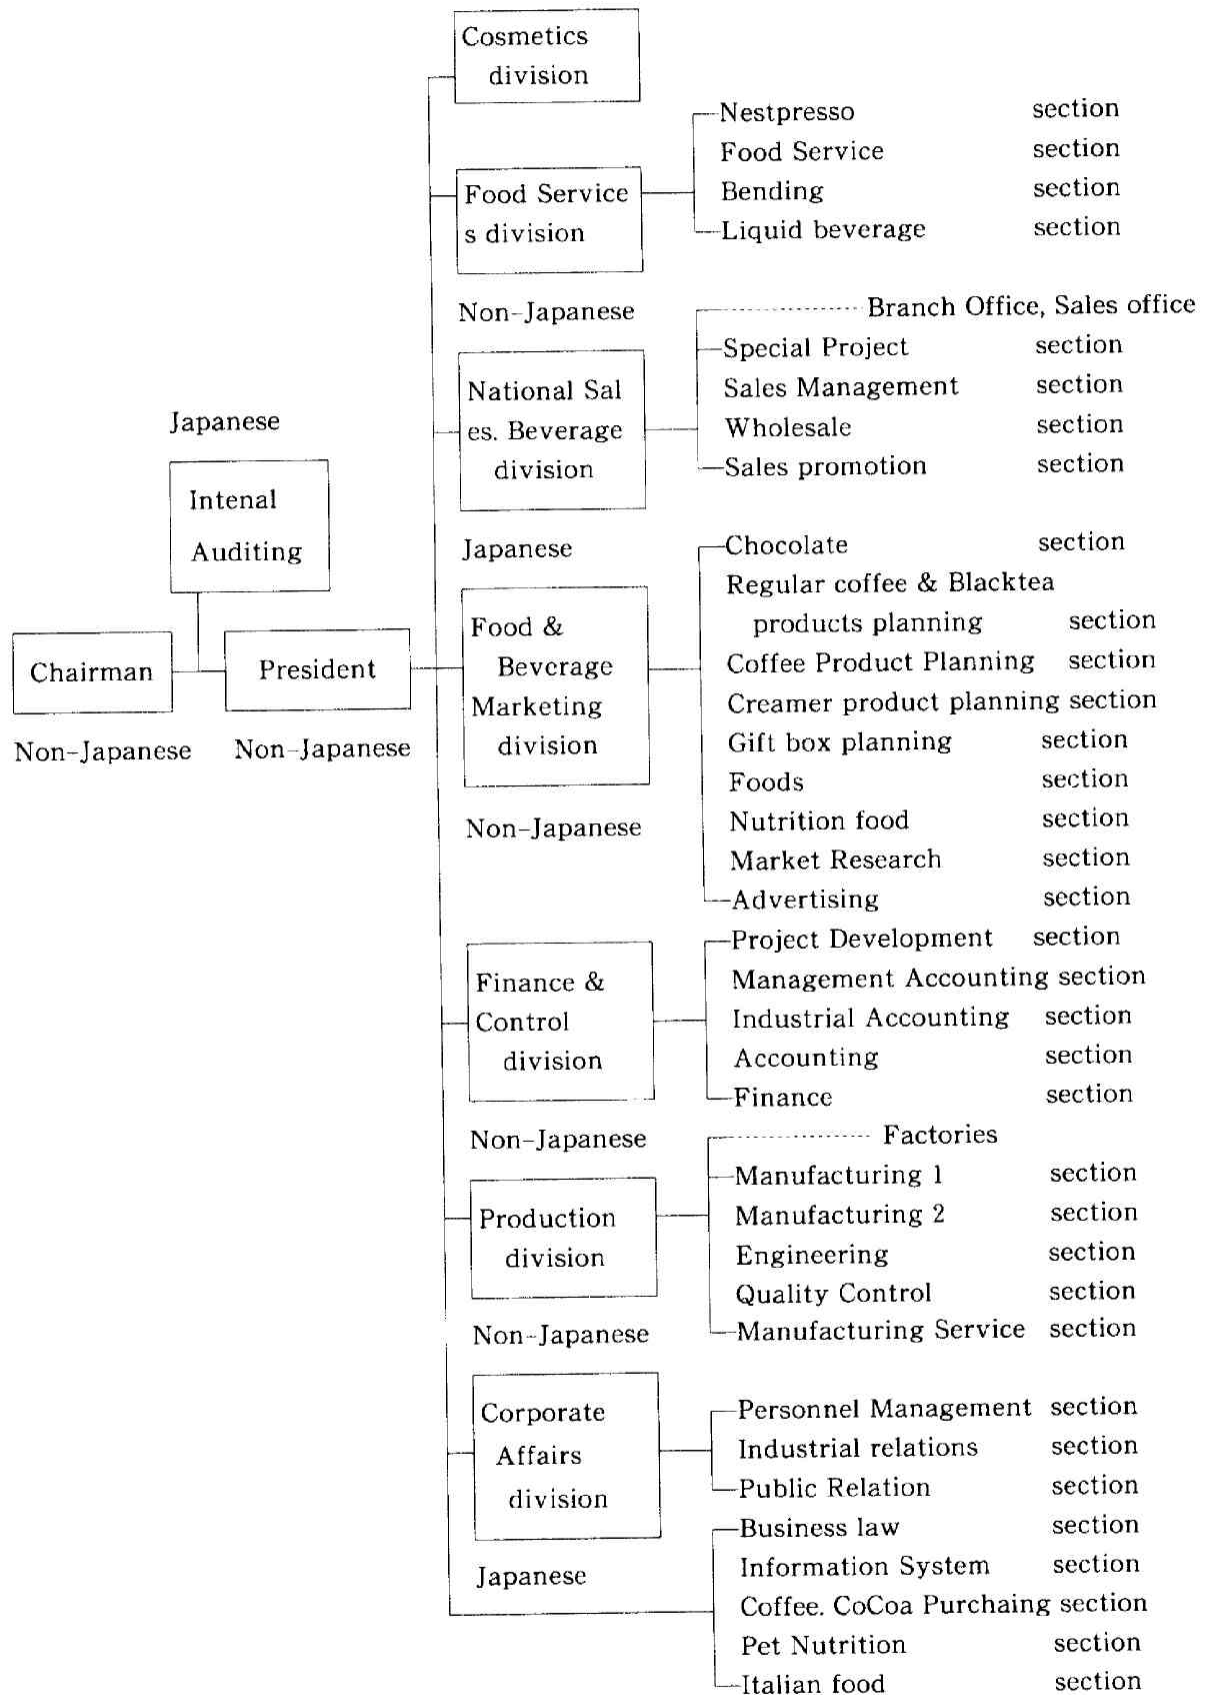 Cosmetics
division
Nestpresso section
Food Service section
Bending section
Liquid beverage section
Food Service
s division
Non-Japanese
Branch Office, Sales office
Special Project section
Sales Management section
Wholesale section
Sales promotion section
National Sal
es. Beverage
division
Japanese
Japanese
Intenal
Auditing
Chairman
Non-Japanese
President
Non-Japanese
Food &
Beverage
Marketing
division
Non-Japanese
Chocolate section
Regular coffee & Blacktea
products planning section
Coffee Product Planning section
Creamer product planning section
Gift box planning section
Foods section
Nutrition food section
Market Research section
Advertising section
Finance &
Control
division
Non-Japanese
Project Development section
Management Accounting section
Industrial Accounting section
Accounting section
Finance section
Factories
Manufacturing 1 section
Manufacturing 2 section
Engineering section
Quality Control section
Manufacturing Service section
Production
division
Non-Japanese
Corporate
Affairs
division
Japanese
Personnel Management section
Industrial relations section
Public Relation section
Business law section
Information System section
Coffee. CoCoa Purchaing section
Pet Nutrition section
Italian food section